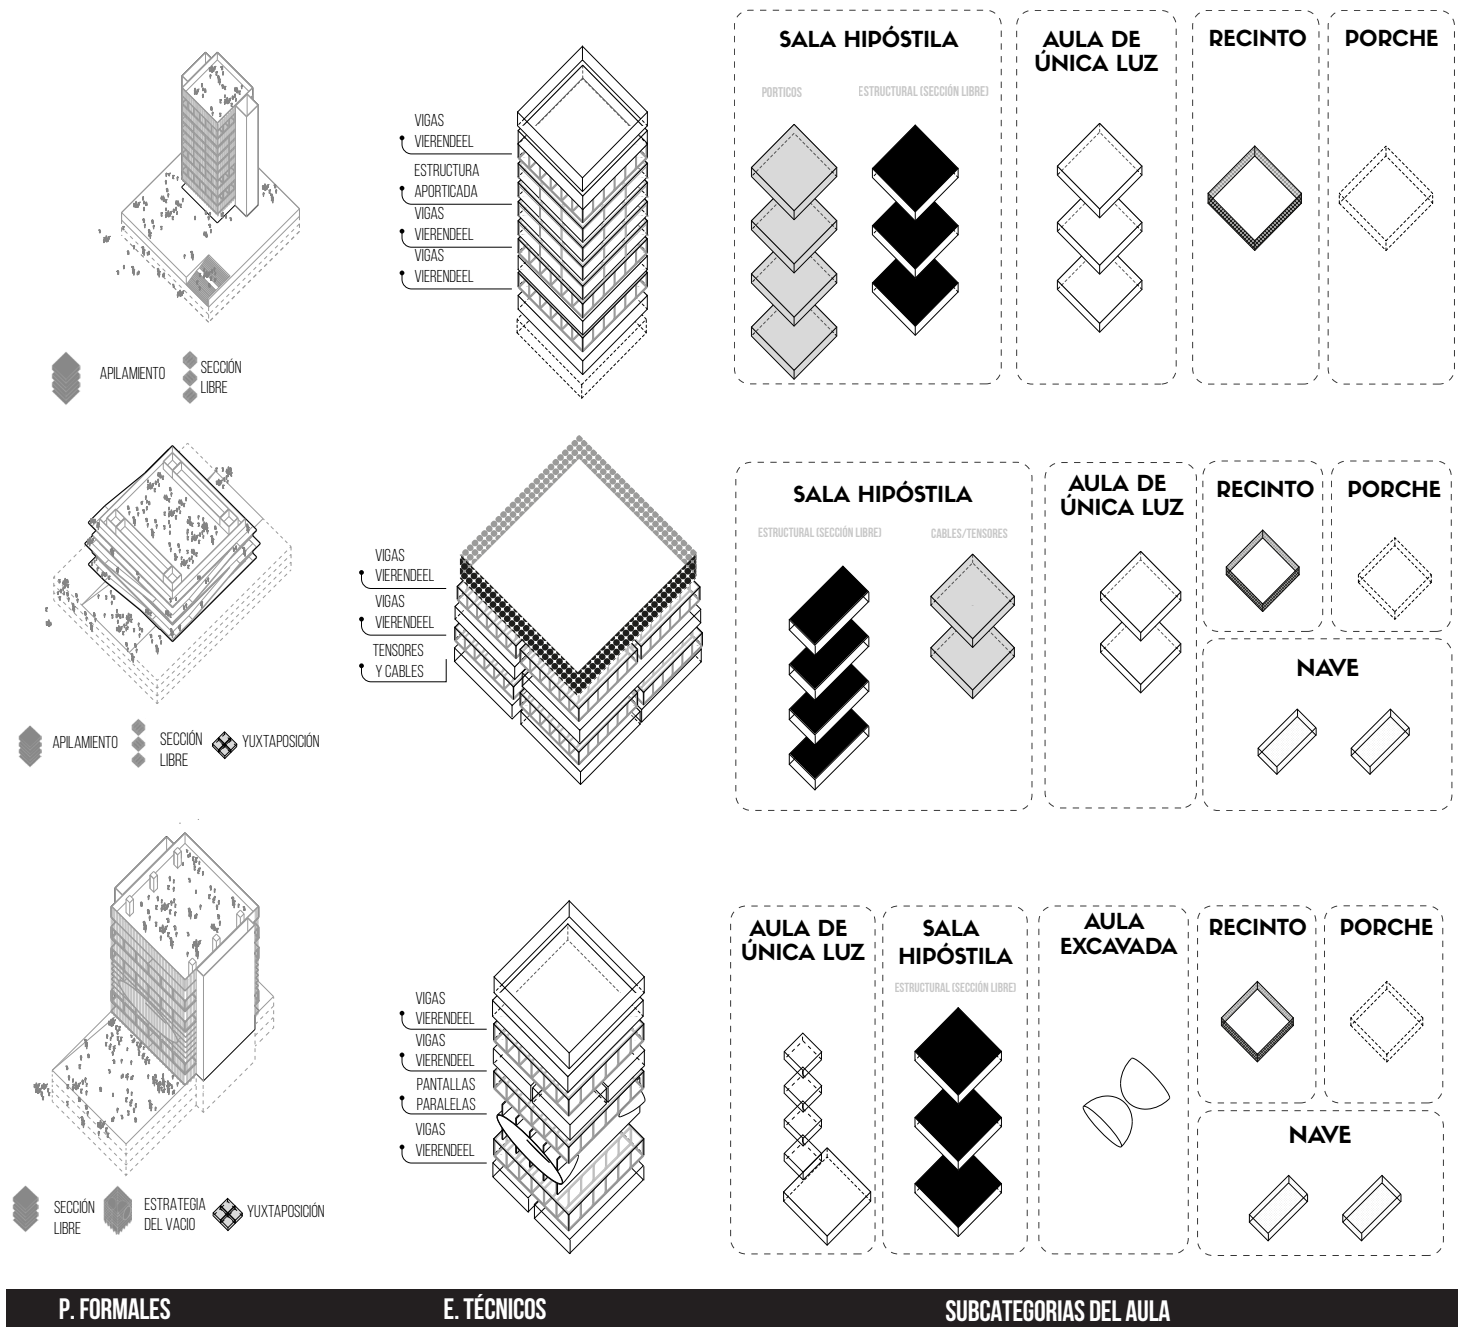 SALA HIPÓSTILA
PORTICOS
ESTRUCTURAL (SECCIÓN LIBRE)
AULA DE
ÚNICA LUZ
RECINTO
PORCHE
VIGAS
VIERENDEEL
ESTRUCTURA
APORTICADA
VIGAS
VIERENDEEL
VIGAS
VIERENDEEL
APILAMIENTO
SECCIÓN
LIBRE
SALA HIPÓSTILA
ESTRUCTURAL (SECCIÓN LIBRE)
CABLES/TENSORES
AULA DE
ÚNICA LUZ
RECINTO
PORCHE
NAVE
VIGAS
VIERENDEEL
VIGAS
VIERENDEEL
TENSORES
Y CABLES
APILAMIENTO
SECCIÓN
LIBRE
YUXTAPOSICIÓN
AULA DE
ÚNICA LUZ
SALA
HIPÓSTILA
ESTRUCTURAL (SECCIÓN LIBRE)
AULA
EXCAVADA
RECINTO
PORCHE
NAVE
VIGAS
VIERENDEEL
VIGAS
VIERENDEEL
PANTALLAS
PARALELAS
VIGAS
VIERENDEEL
SECCIÓN
LIBRE
ESTRATEGIA
DEL VACIO
YUXTAPOSICIÓN
P. FORMALES
E. TÉCNICOS
SUBCATEGORIAS DEL AULA